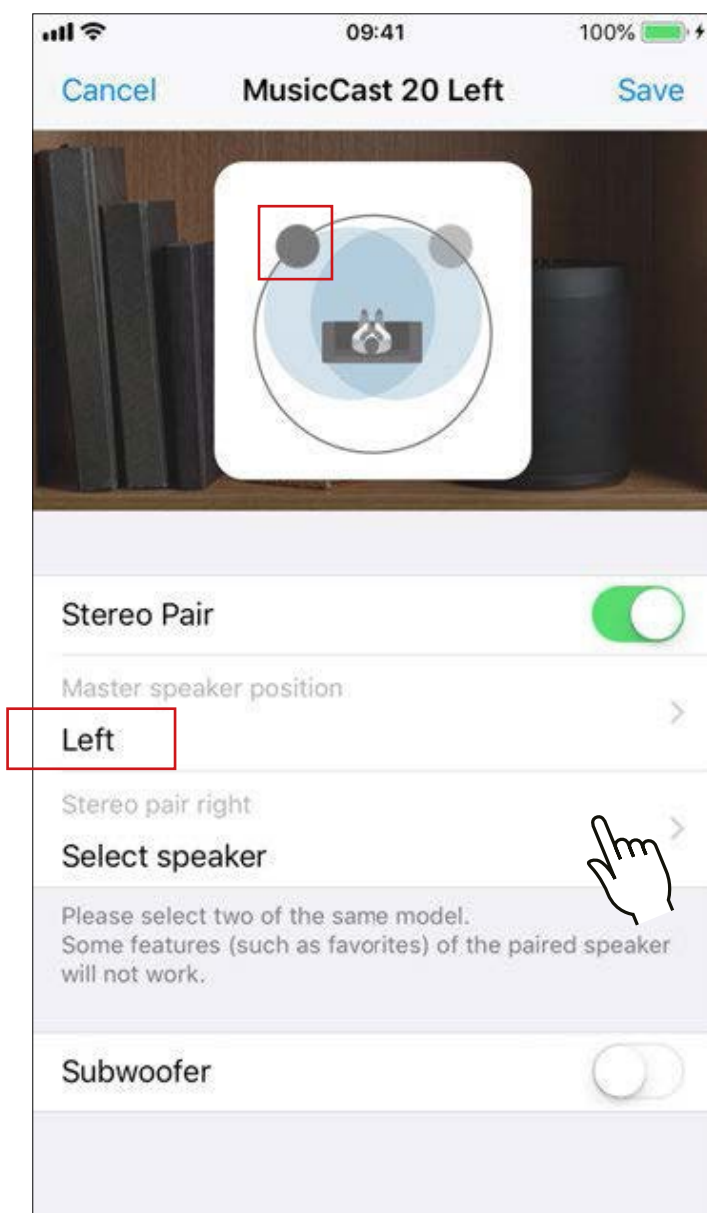 09:41
100%
Cancel
MusicCast 20 Left
Save
Stereo Pair
Master speaker position
Left
Stereo pair right
Select speaker
Please select two of the same model.
Some features (such as favorites) of the paired speaker
will not work.
Subwoofer